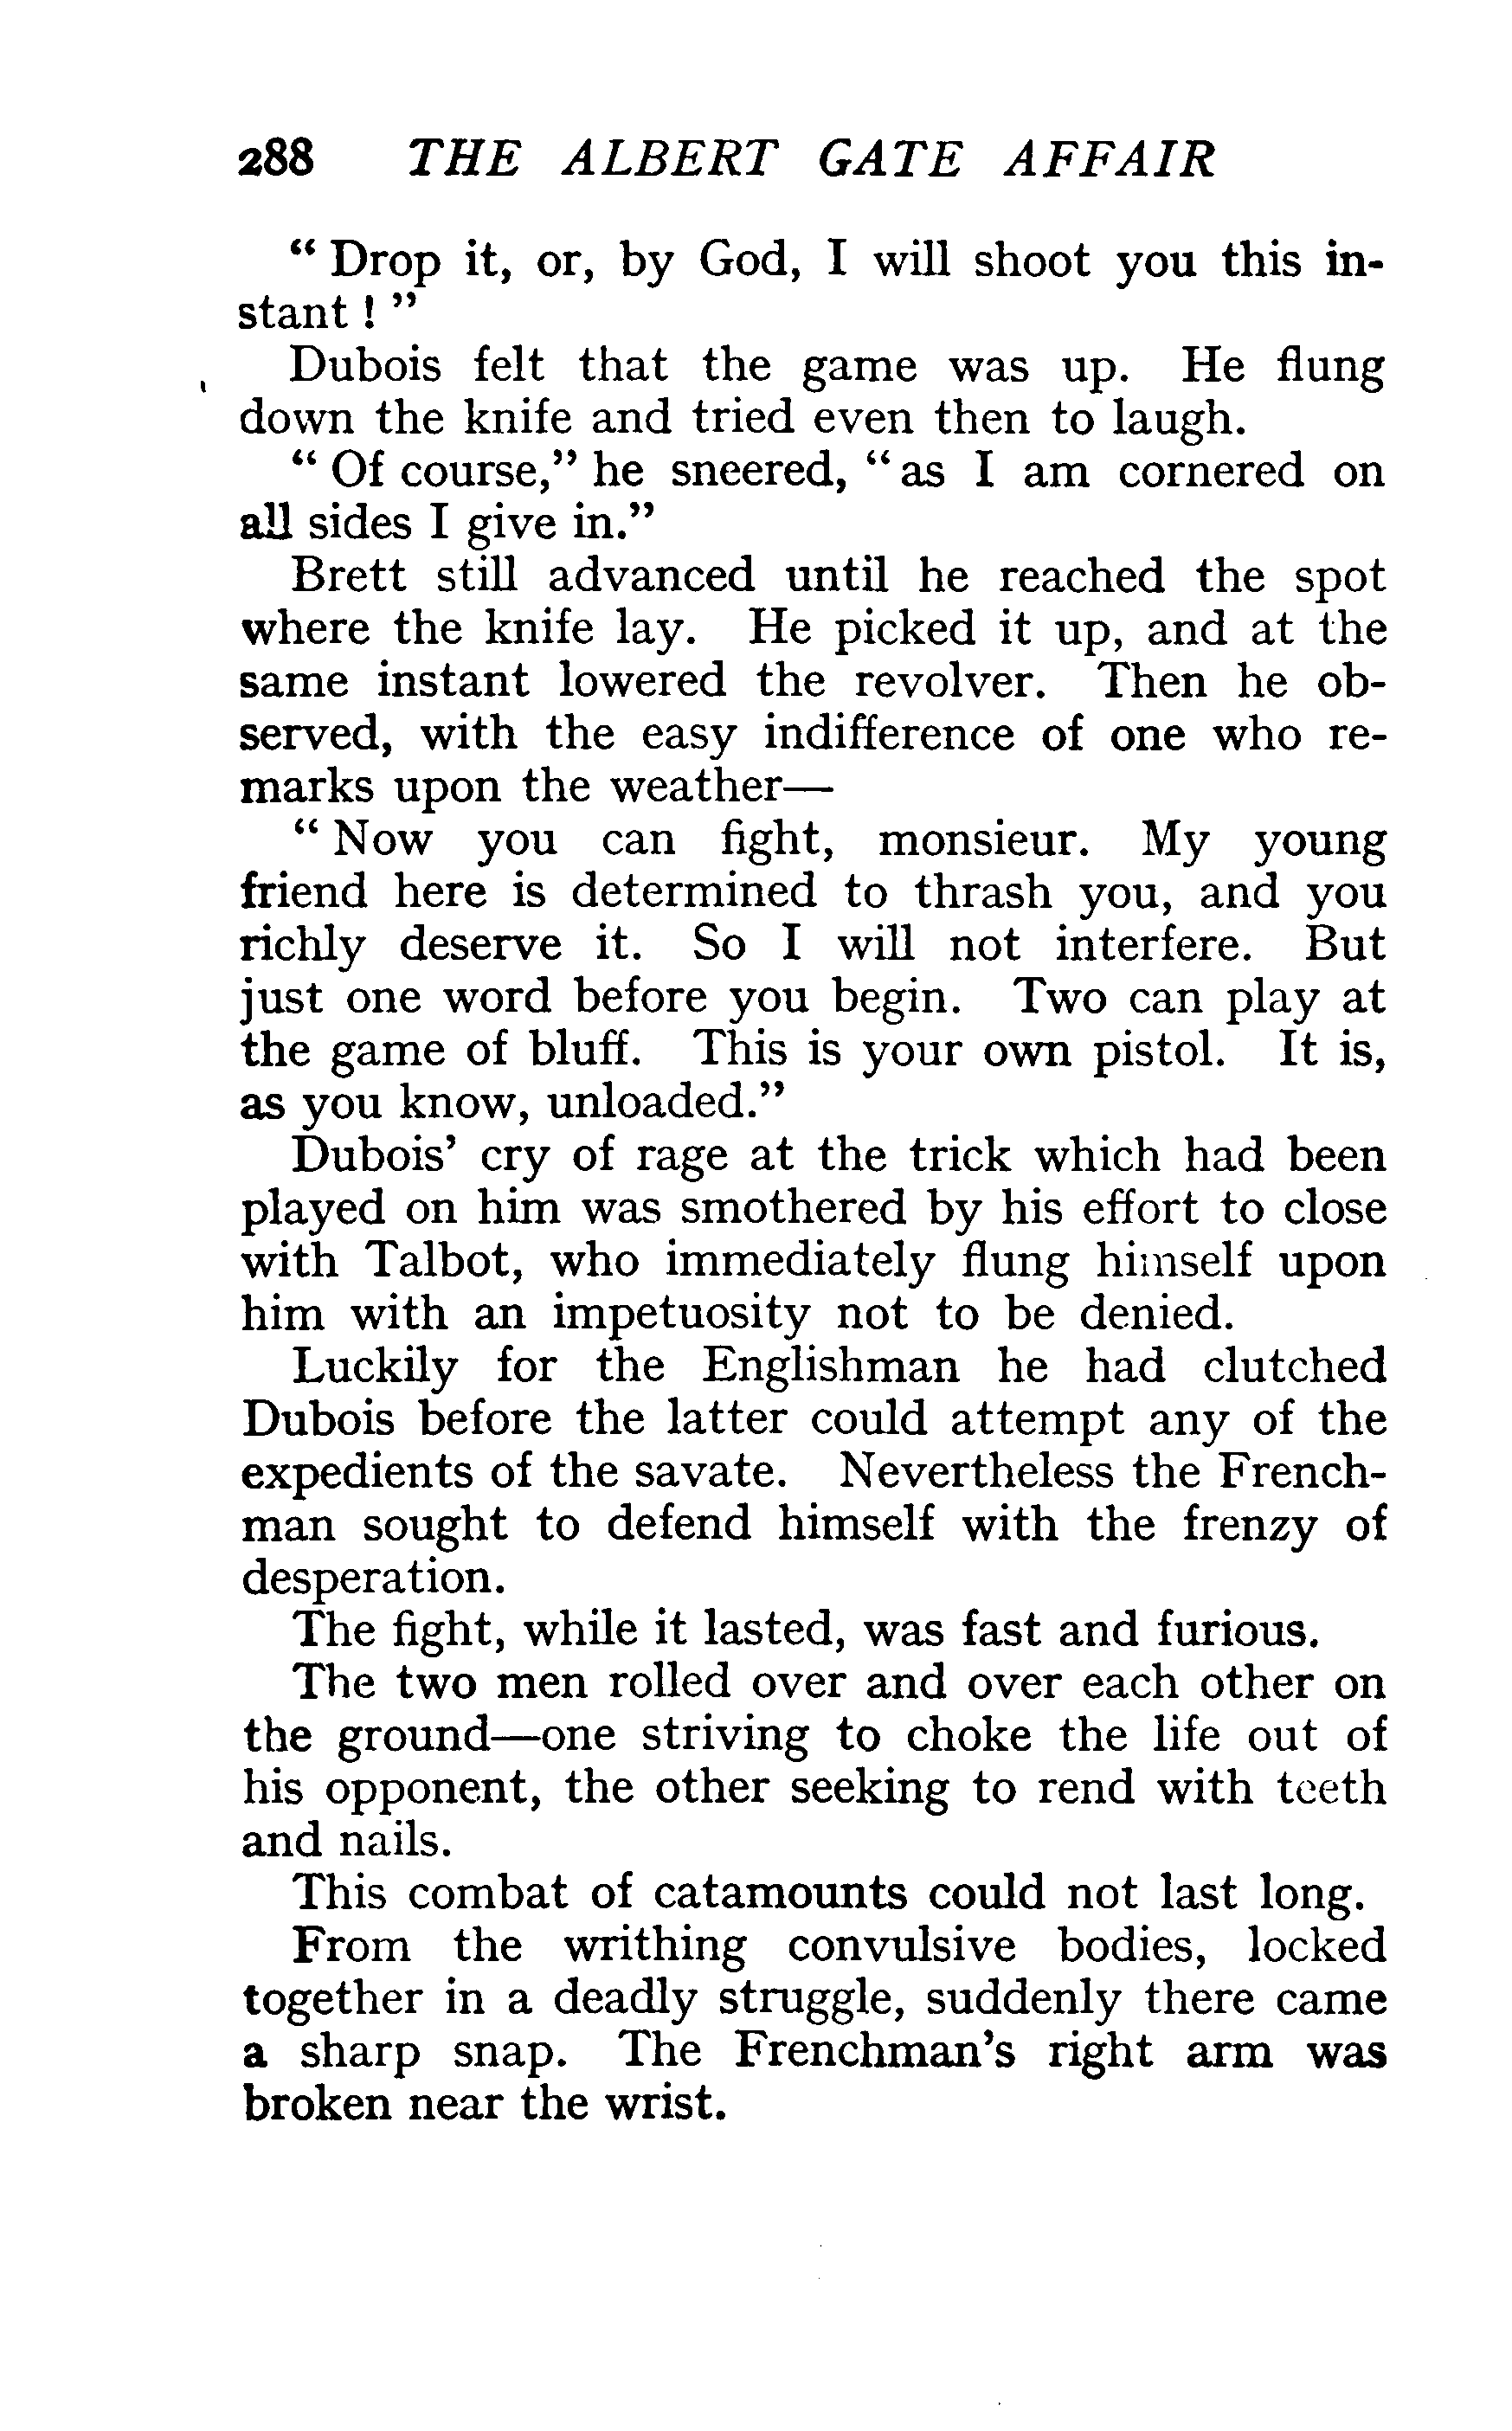 288 THE ALBERT GATE AFFAIR
“ Drop it, or, by God, I will shoot you this in-
stant ! ”
Dubois felt that the game was up. He flung
down the knife and tried even then to laugh.
“ Of course,” he sneered, “ as I am cornered on
all sides I give in.”
Brett still advanced until he reached the spot
where the knife lay. He picked it up, and at the
same instant lowered the revolver. Then he ob-
served, with the easy indifference of one who re-
marks upon the weather—
“ Now you can fight, monsieur. My young
friend here is determined to thrash you, and you
richly deserve it. So I will not interfere. But
just one word before you begin. Two can play at
the game of bluff. This is your own pistol. It is,
as you know, unloaded.”
Dubois’ cry of rage at the trick which had been
played on him was smothered by his effort to close
with Talbot, who immediately flung himself upon
him with an impetuosity not to be denied.
Luckily for the Englishman he had clutched
Dubois before the latter could attempt any of the
expedients of the savate. Nevertheless the French-
man sought to defend himself with the frenzy of
desperation.
The fight, while it lasted, was fast and furious.
The two men rolled over and over each other on
the ground—one striving to choke the life out of
his opponent, the other seeking to rend with teeth
and nails.
This combat of catamounts could not last long.
From the writhing convulsive bodies, locked
together in a deadly struggle, suddenly there came
a sharp snap. The Frenchman’s right arm was
broken near the wrist.